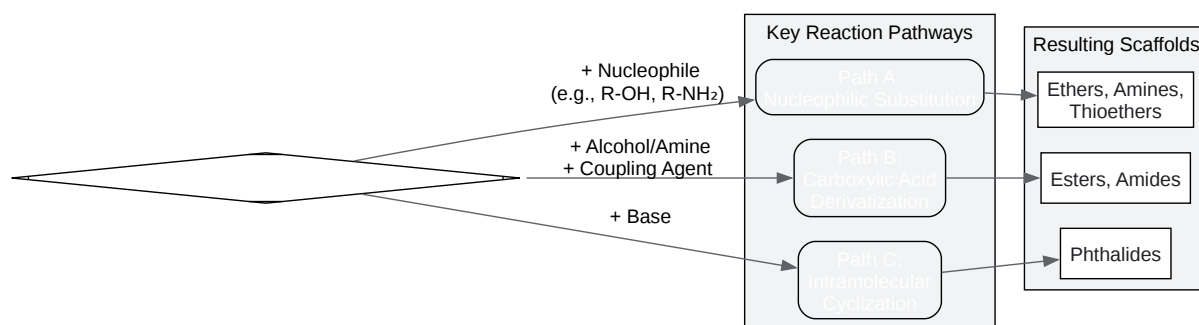 Key Reaction Pathways
Resulting Scaffolds
+ Nucleophile
(e.g., R-OH, R-NH₂)
Path A:
Nucleophilic Substitution
Ethers, Amines,
Thioethers
+ Alcohol/Amine
+ Coupling Agent
Path B:
Carboxylic Acid
Derivatization
Esters, Amides
+ Base
Path C:
Intramolecular
Cyclization
Phthalides